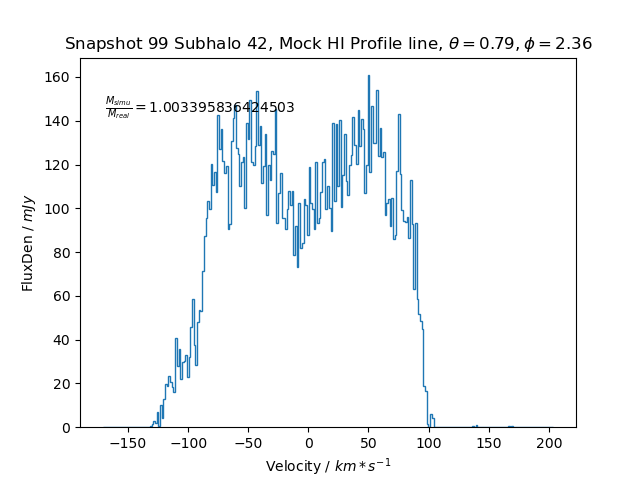 Snapshot 99 Subhalo 42, Mock HI Profile line, θ = 0.79, ϕ = 2.36
M_simu/M_real = 1.003395836424503
FluxDen / mJy
160
140
120
100
80
60
40
20
0
−150 −100 −50 0 50 100 150 200
Velocity / km * s⁻¹